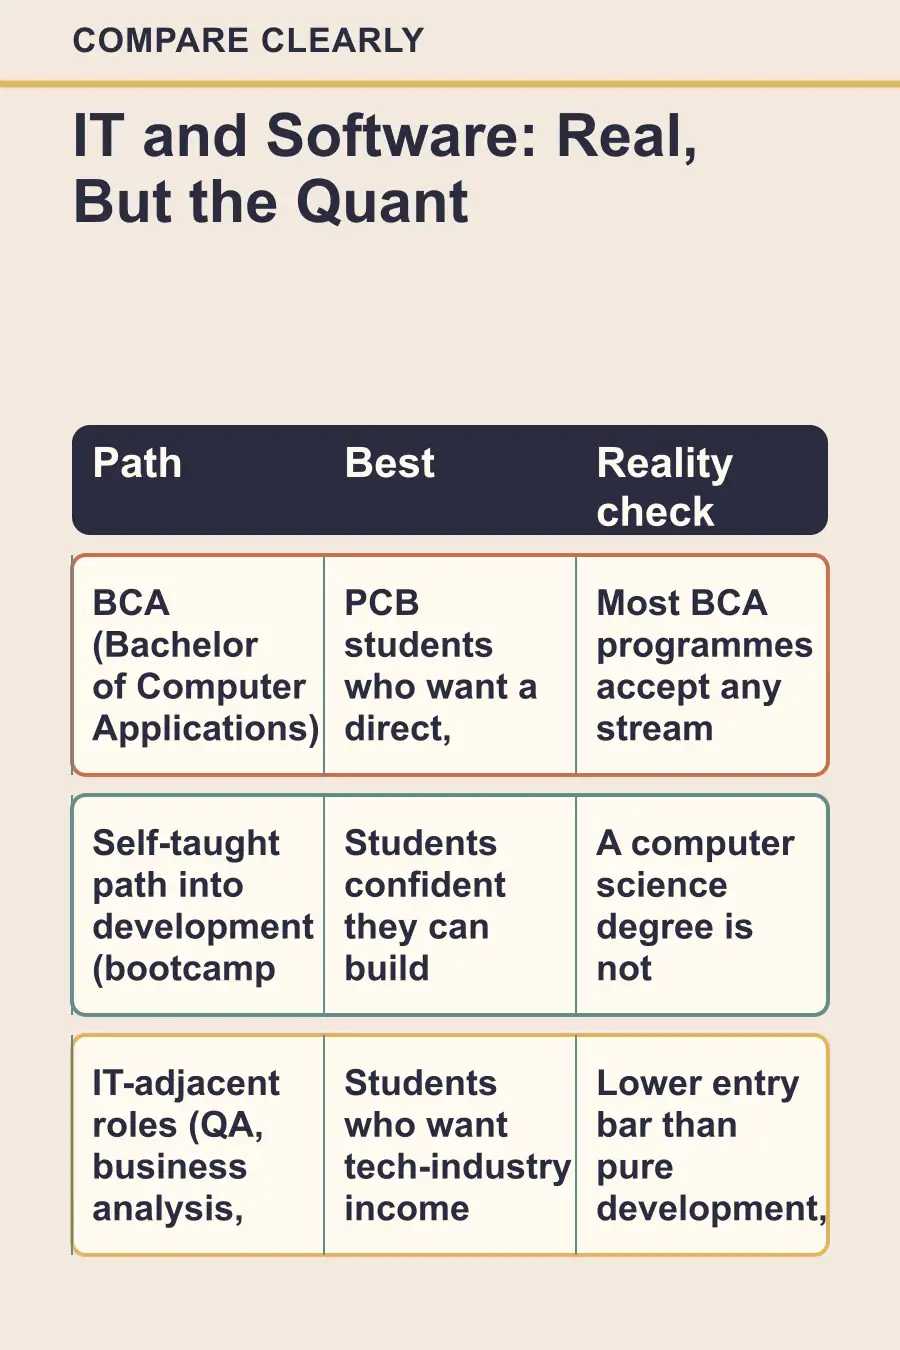 COMPARE CLEARLY
IT and Software: Real,
But the Quant
Path
Best
Reality
check
BCA
(Bachelor
of Computer
Applications)
PCB
students
who want a
direct,
Most BCA
programmes
accept any
stream
Self-taught
path into
development
(bootcamp
Students
confident
they can
build
A computer
science
degree is
not
IT-adjacent
roles (QA,
business
analysis,
Students
who want
tech-industry
income
Lower entry
bar than
pure
development,